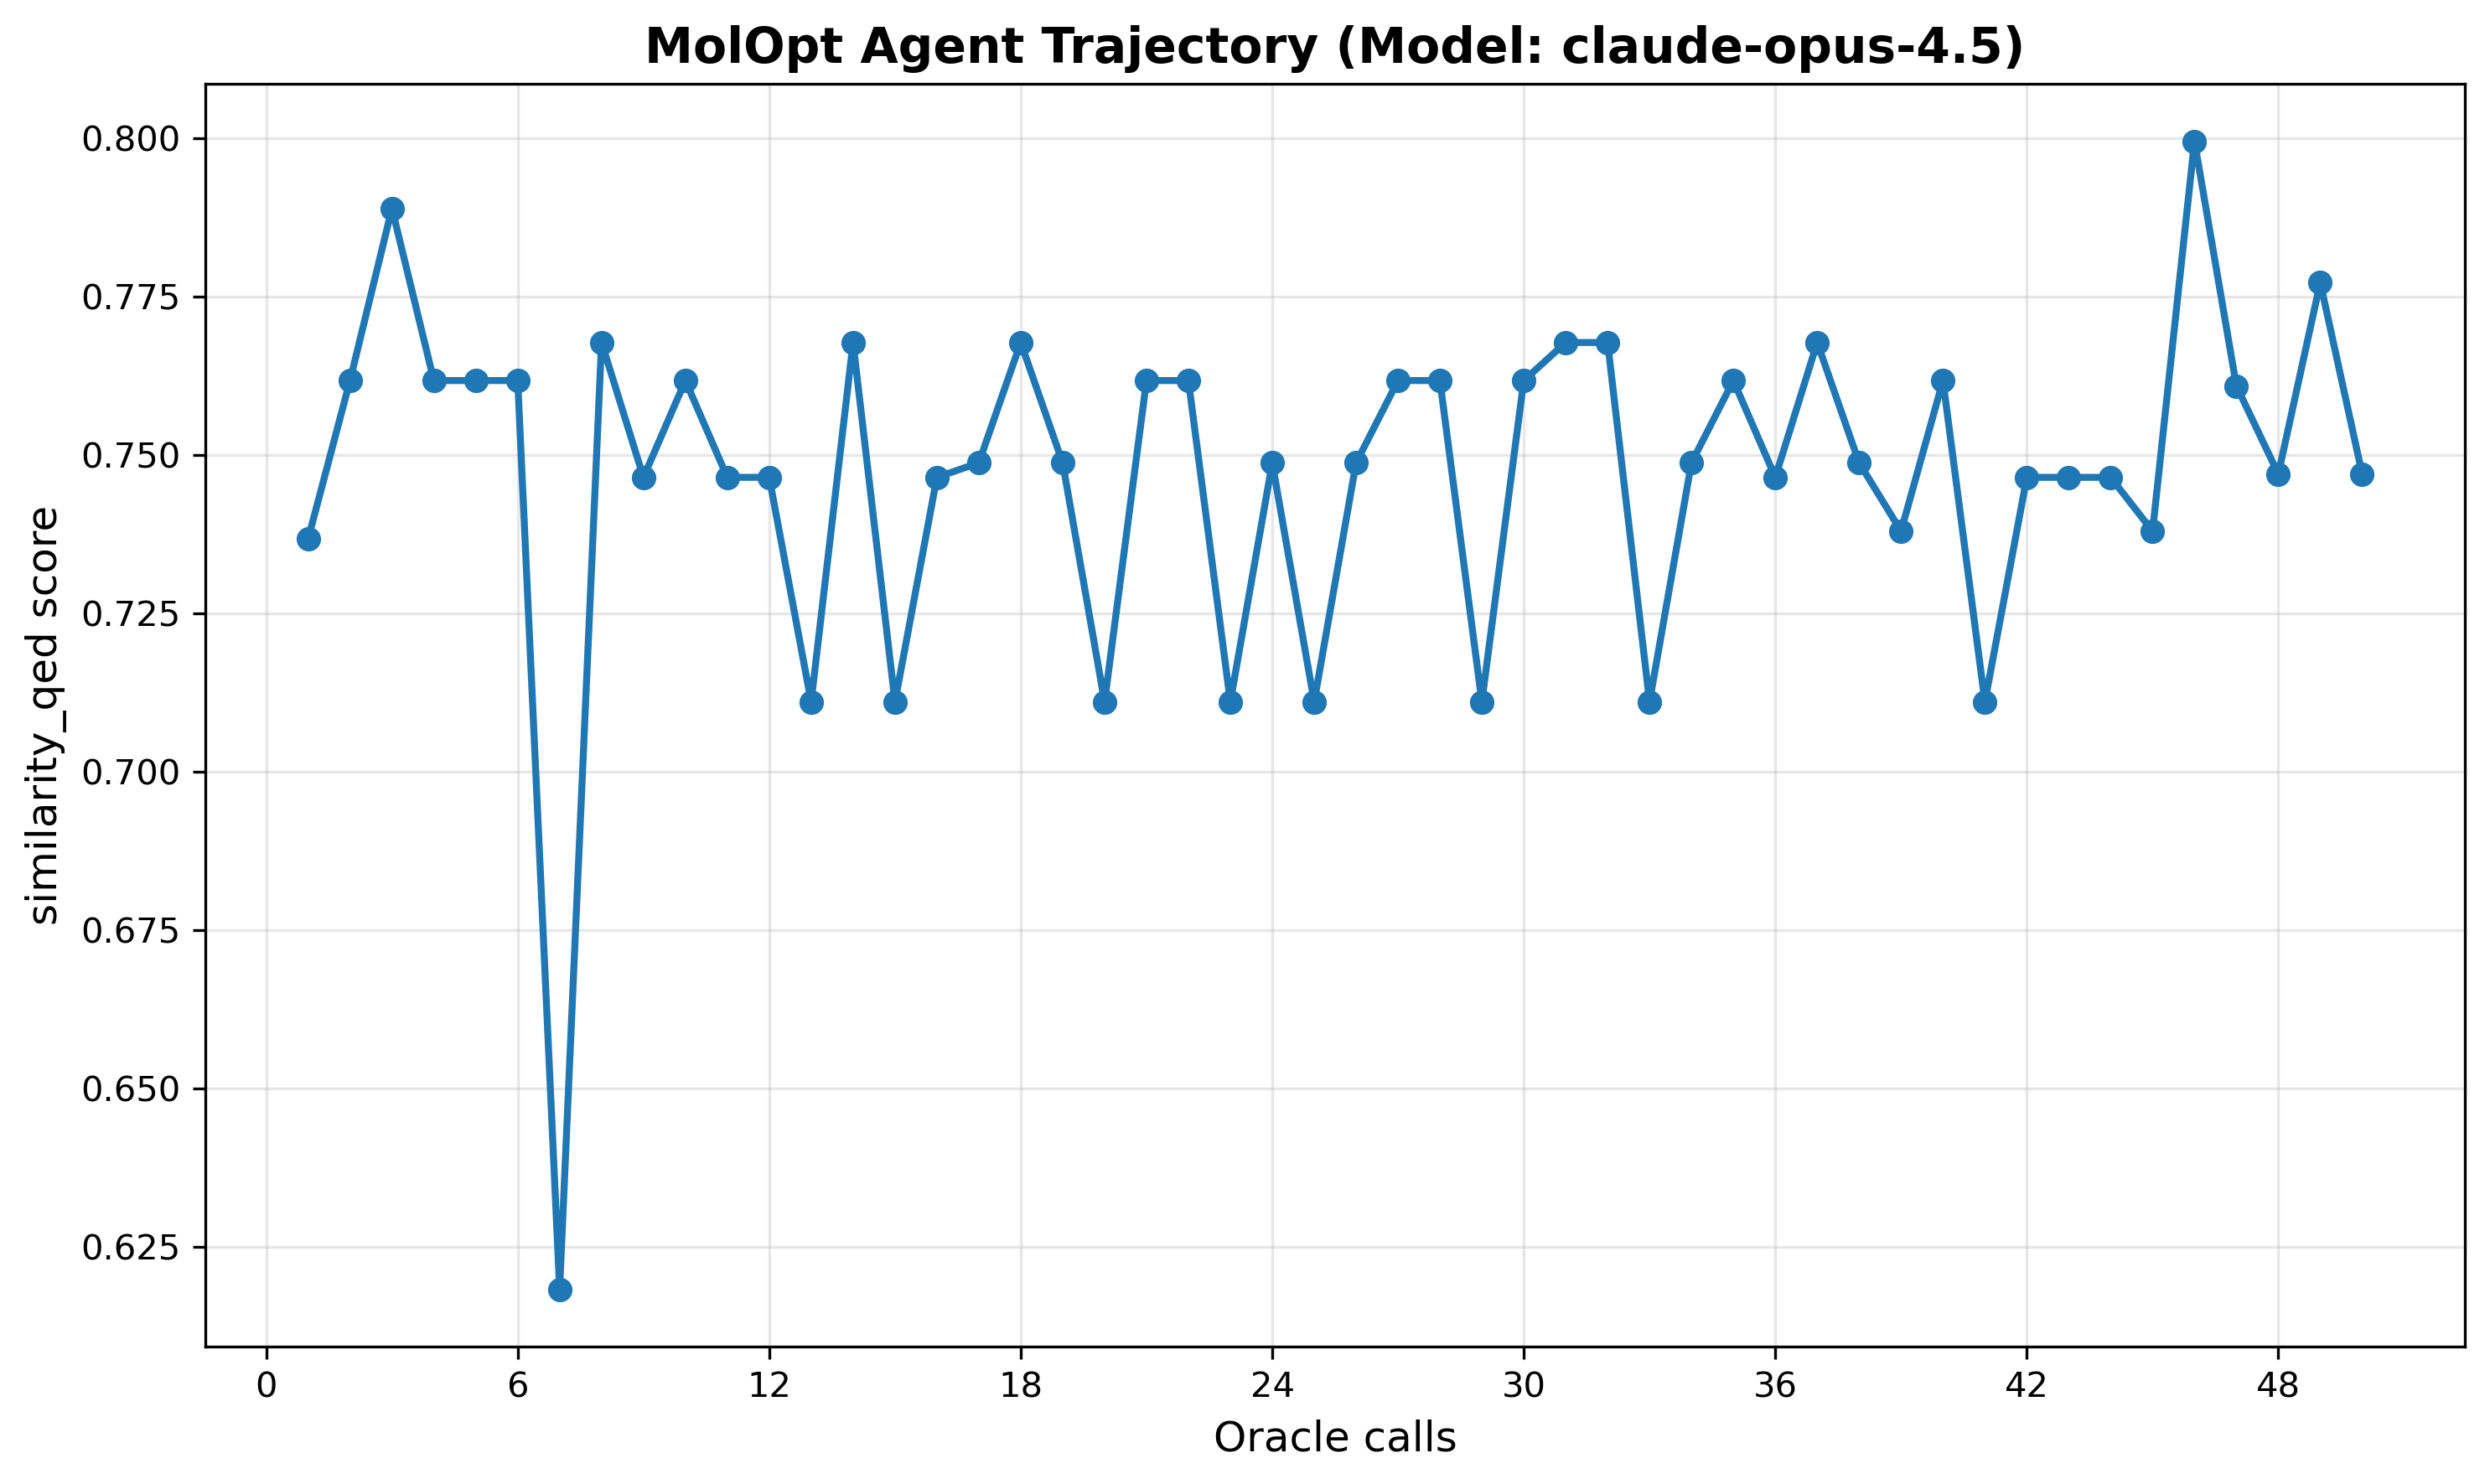 MolOpt Agent Trajectory (Model: claude-opus-4.5)
similarity_qed score
0.800
0.775
0.750
0.725
0.700
0.675
0.650
0.625
0 6 12 18 24 30 36 42 48
Oracle calls